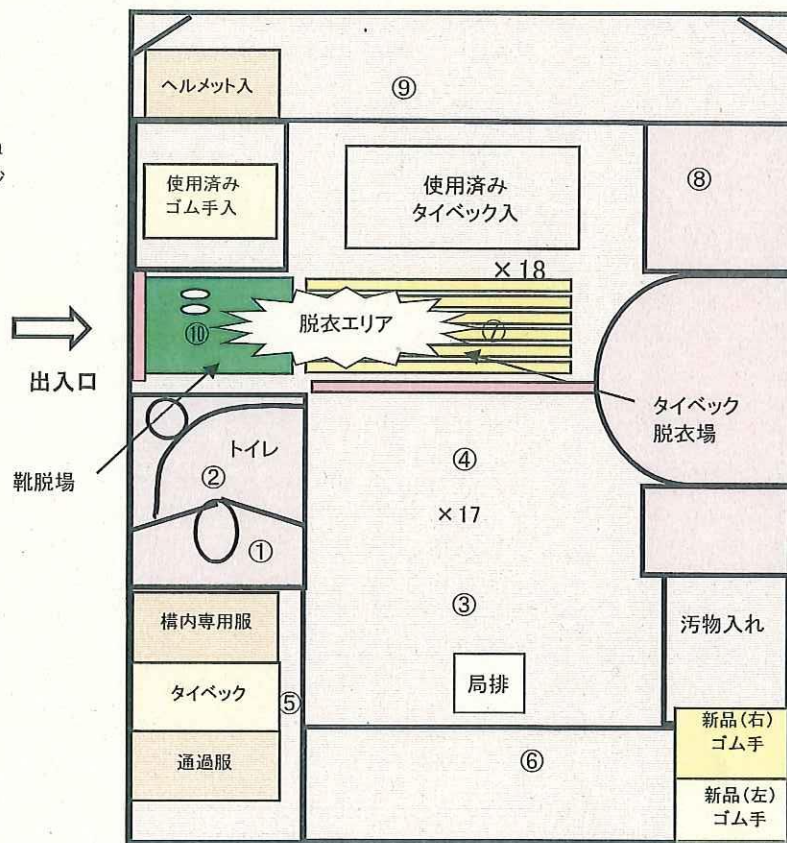 ヘルメット入
⑨
使用済み
ゴム手入
使用済み
タイベック入
⑧
×18
⑩
脱衣エリア
⑦
出入口
タイベック
脱衣場
靴脱場
トイレ
②
①
④
×17
③
構内専用服
タイベック
⑤
通過服
局排
汚物入れ
⑥
新品(右)
ゴム手
新品(左)
ゴム手